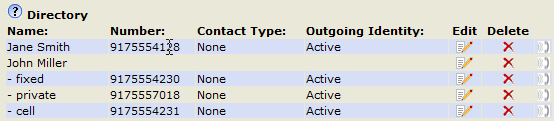 Directory
Name: Number: Contact Type: Outgoing Identity: Edit Delete
Jane Smith 9175554128 None Active
John Miller
- fixed 9175554230 None Active
- private 9175557018 None Active
- cell 9175554231 None Active